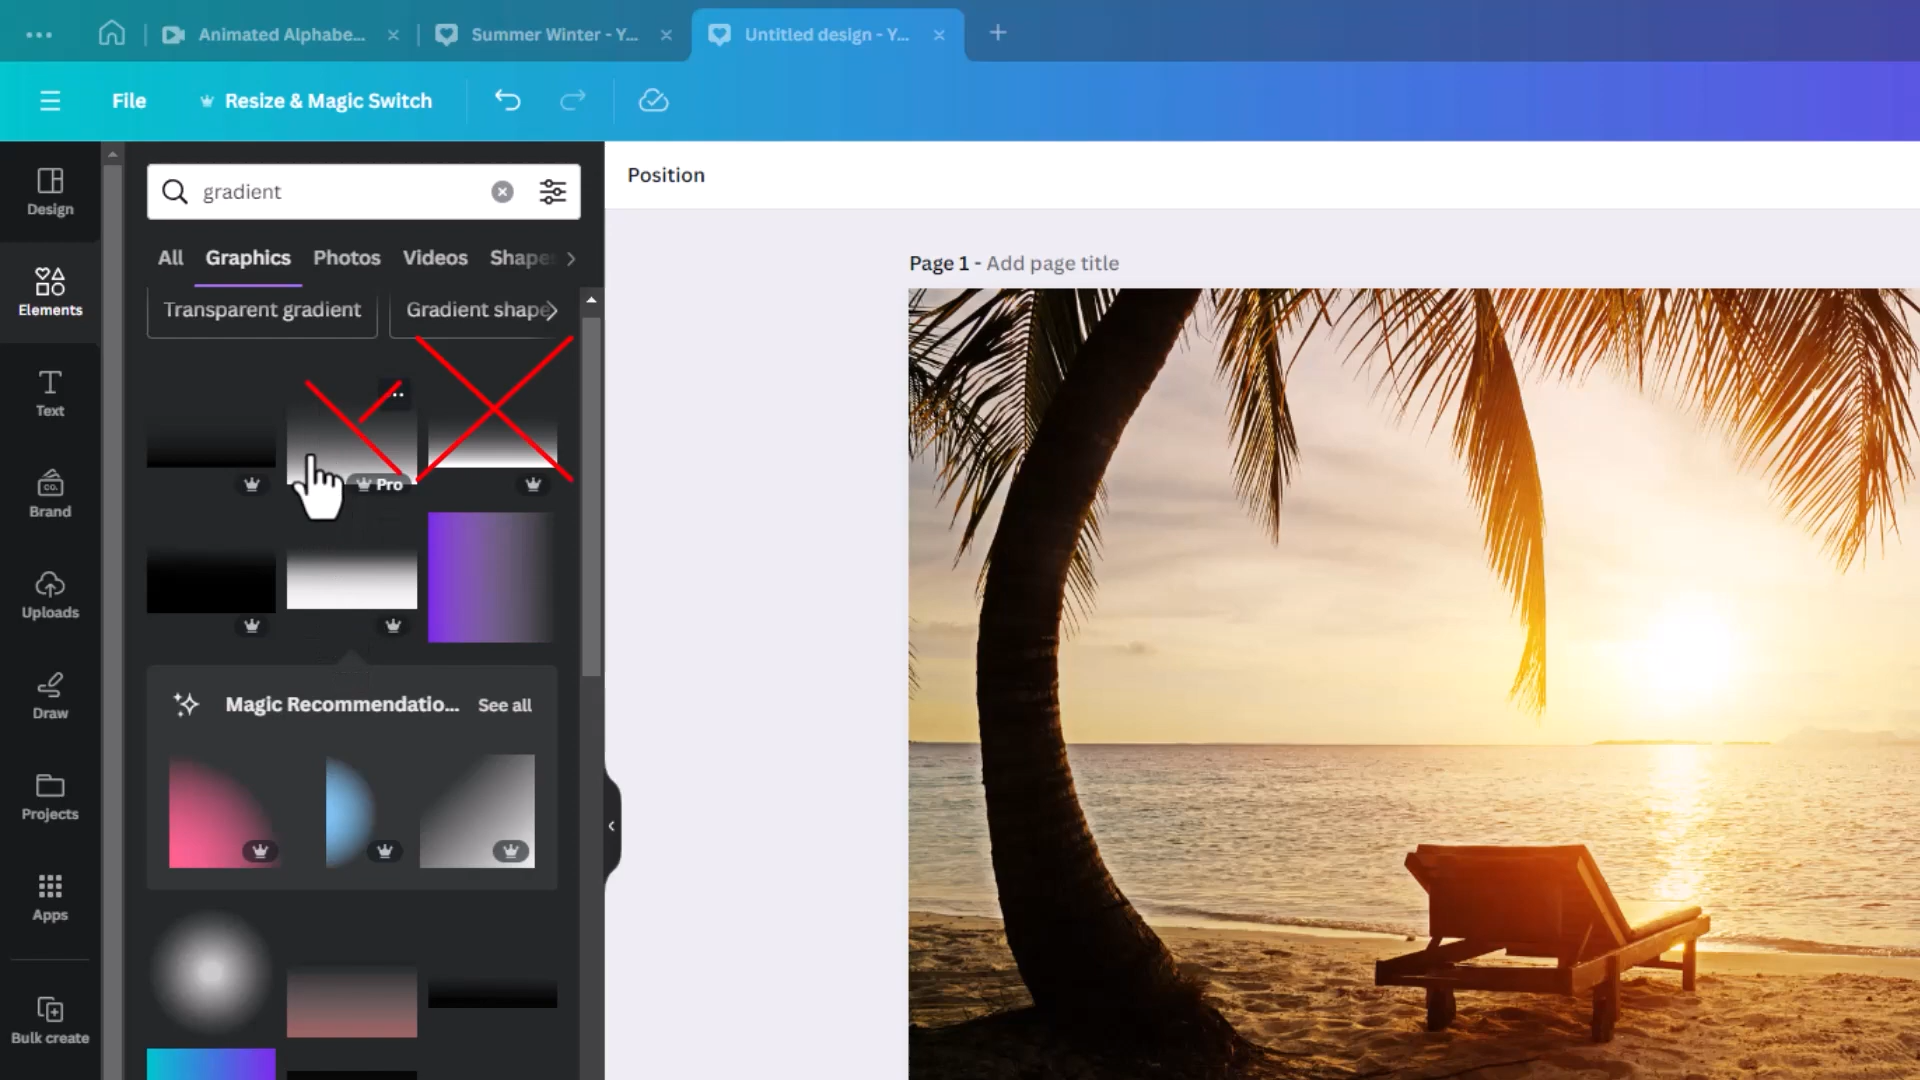 Animated Alphabe...
Summer Winter - Y...
Untitled design - Y...
File
Resize & Magic Switch
Design
Elements
Text
Brand
Uploads
Draw
Projects
Apps
Bulk create
gradient
All
Graphics
Photos
Videos
Shape
Transparent gradient
Gradient shape
Pro
Magic Recommendatio...
See all
Position
Page 1 - Add page title
CO.